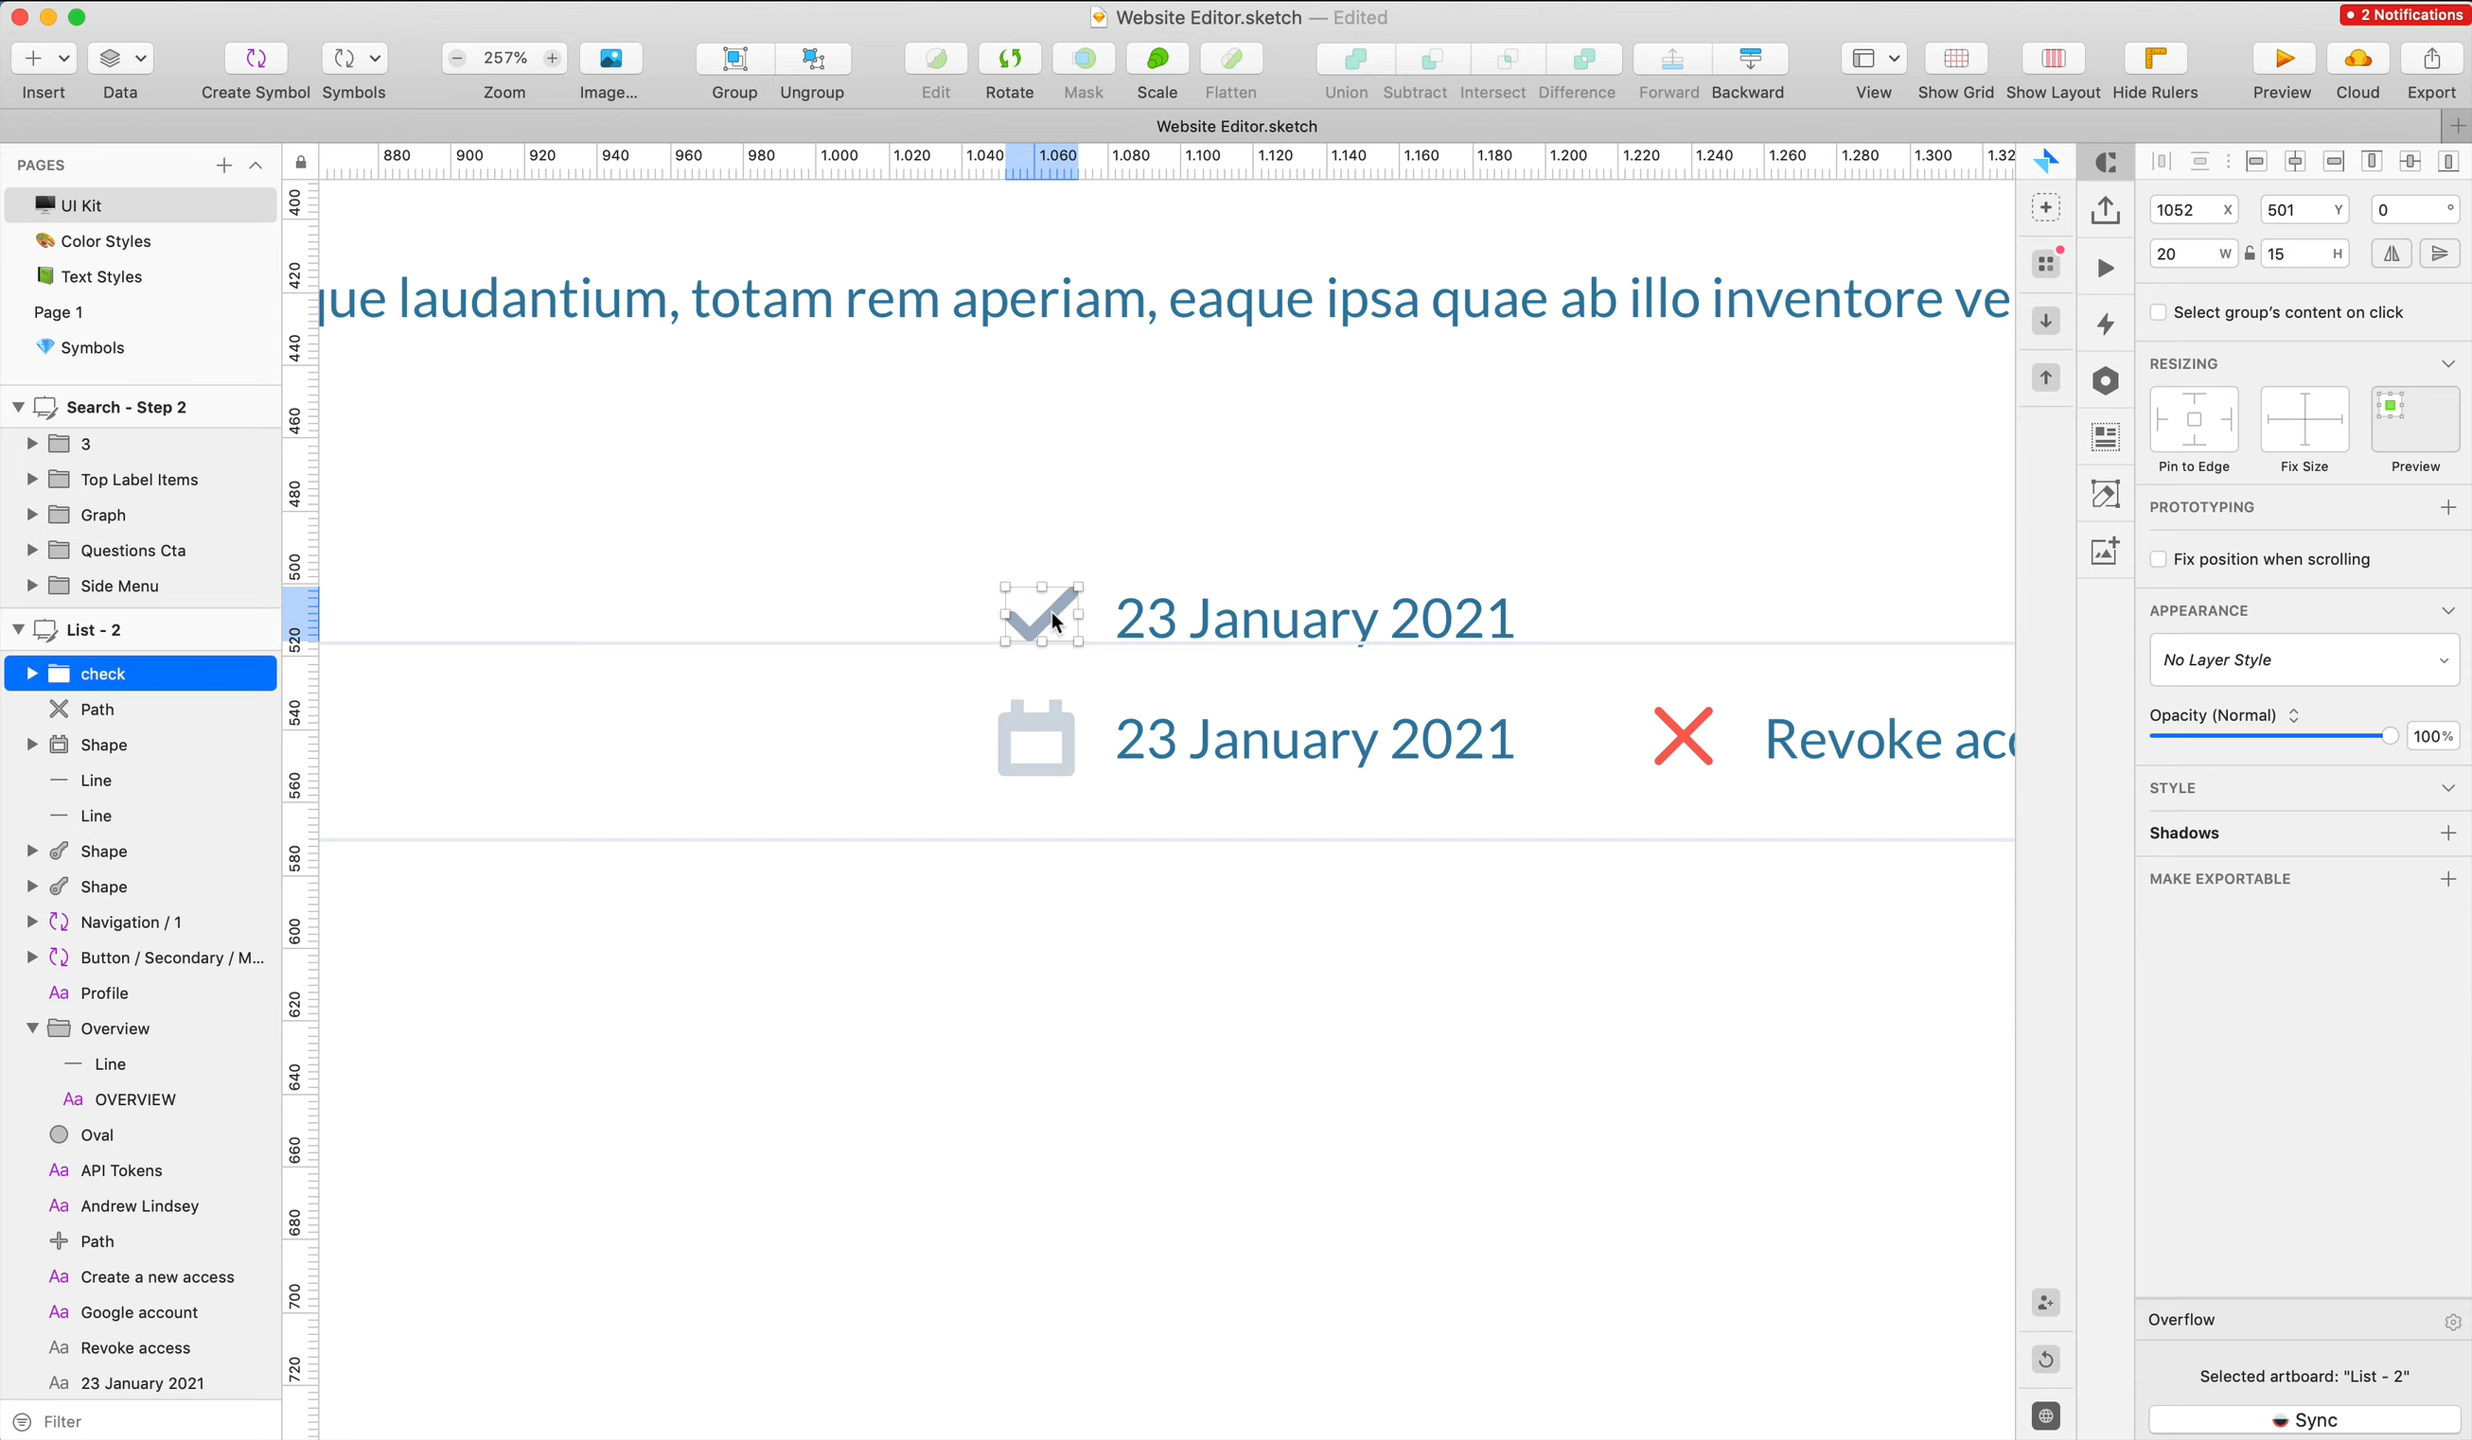 Website Editor.sketch — Edited
2 Notifications
257%
Insert
Data
Create Symbol
Symbols
Zoom
Image...
Group
Ungroup
Edit
Rotate
Mask
Scale
Flatten
Union
Subtract
Intersect
Difference
Forward
Backward
View
Show Grid
Show Layout
Hide Rulers
Preview
Cloud
Export
Website Editor.sketch
PAGES
UI Kit
Color Styles
Text Styles
Page 1
Symbols
Search - Step 2
3
Top Label Items
Graph
Questions Cta
Side Menu
List - 2
check
Path
Shape
Line
Line
Shape
Shape
Navigation / 1
Button / Secondary / M...
Aa Profile
Overview
Line
Aa OVERVIEW
Oval
Aa API Tokens
Aa Andrew Lindsey
Path
Aa Create a new access
Aa Google account
Aa Revoke access
Aa 23 January 2021
Filter
880 900 920 940 960 980 1.000 1.020 1.040 1.060 1.080 1.100 1.120 1.140 1.160 1.180 1.200 1.220 1.240 1.260 1.280 1.300 1.32
400
420
440
460
480
500
520
540
560
580
600
620
640
660
680
700
720
que laudantium, totam rem aperiam, eaque ipsa quae ab illo inventore ve
23 January 2021
23 January 2021
Revoke acc
1052 X 501 Y 0 °
20 W 15 H
Select group's content on click
RESIZING
Pin to Edge
Fix Size
Preview
PROTOTYPING
Fix position when scrolling
APPEARANCE
No Layer Style
Opacity (Normal)
100%
STYLE
Shadows
MAKE EXPORTABLE
Overflow
Selected artboard: "List - 2"
Sync